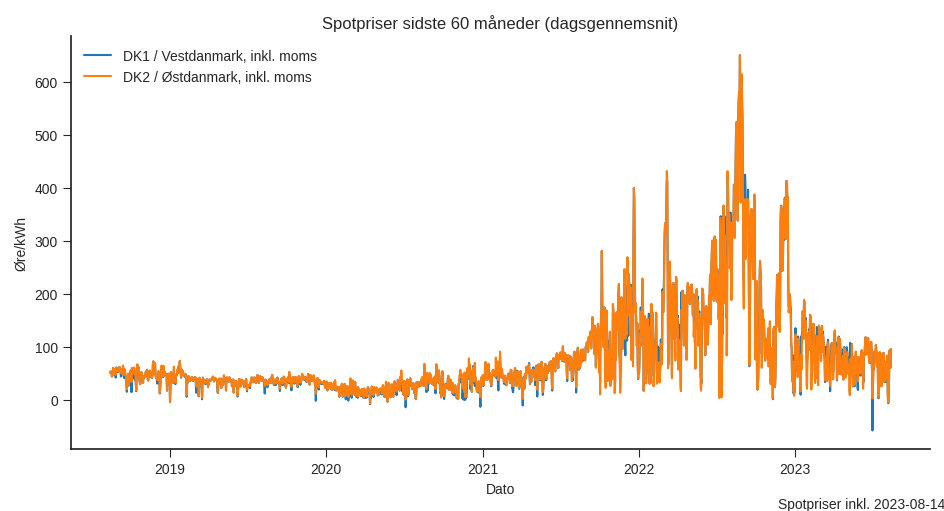 Spotpriser sidste 60 måneder (dagsgennemsnit)
DK1 / Vestdanmark, inkl. moms
DK2 / Østdanmark, inkl. moms
600
500
400
300
200
100
0
Øre/kWh
2019 2020 2021 2022 2023
Dato
Spotpriser inkl. 2023-08-14